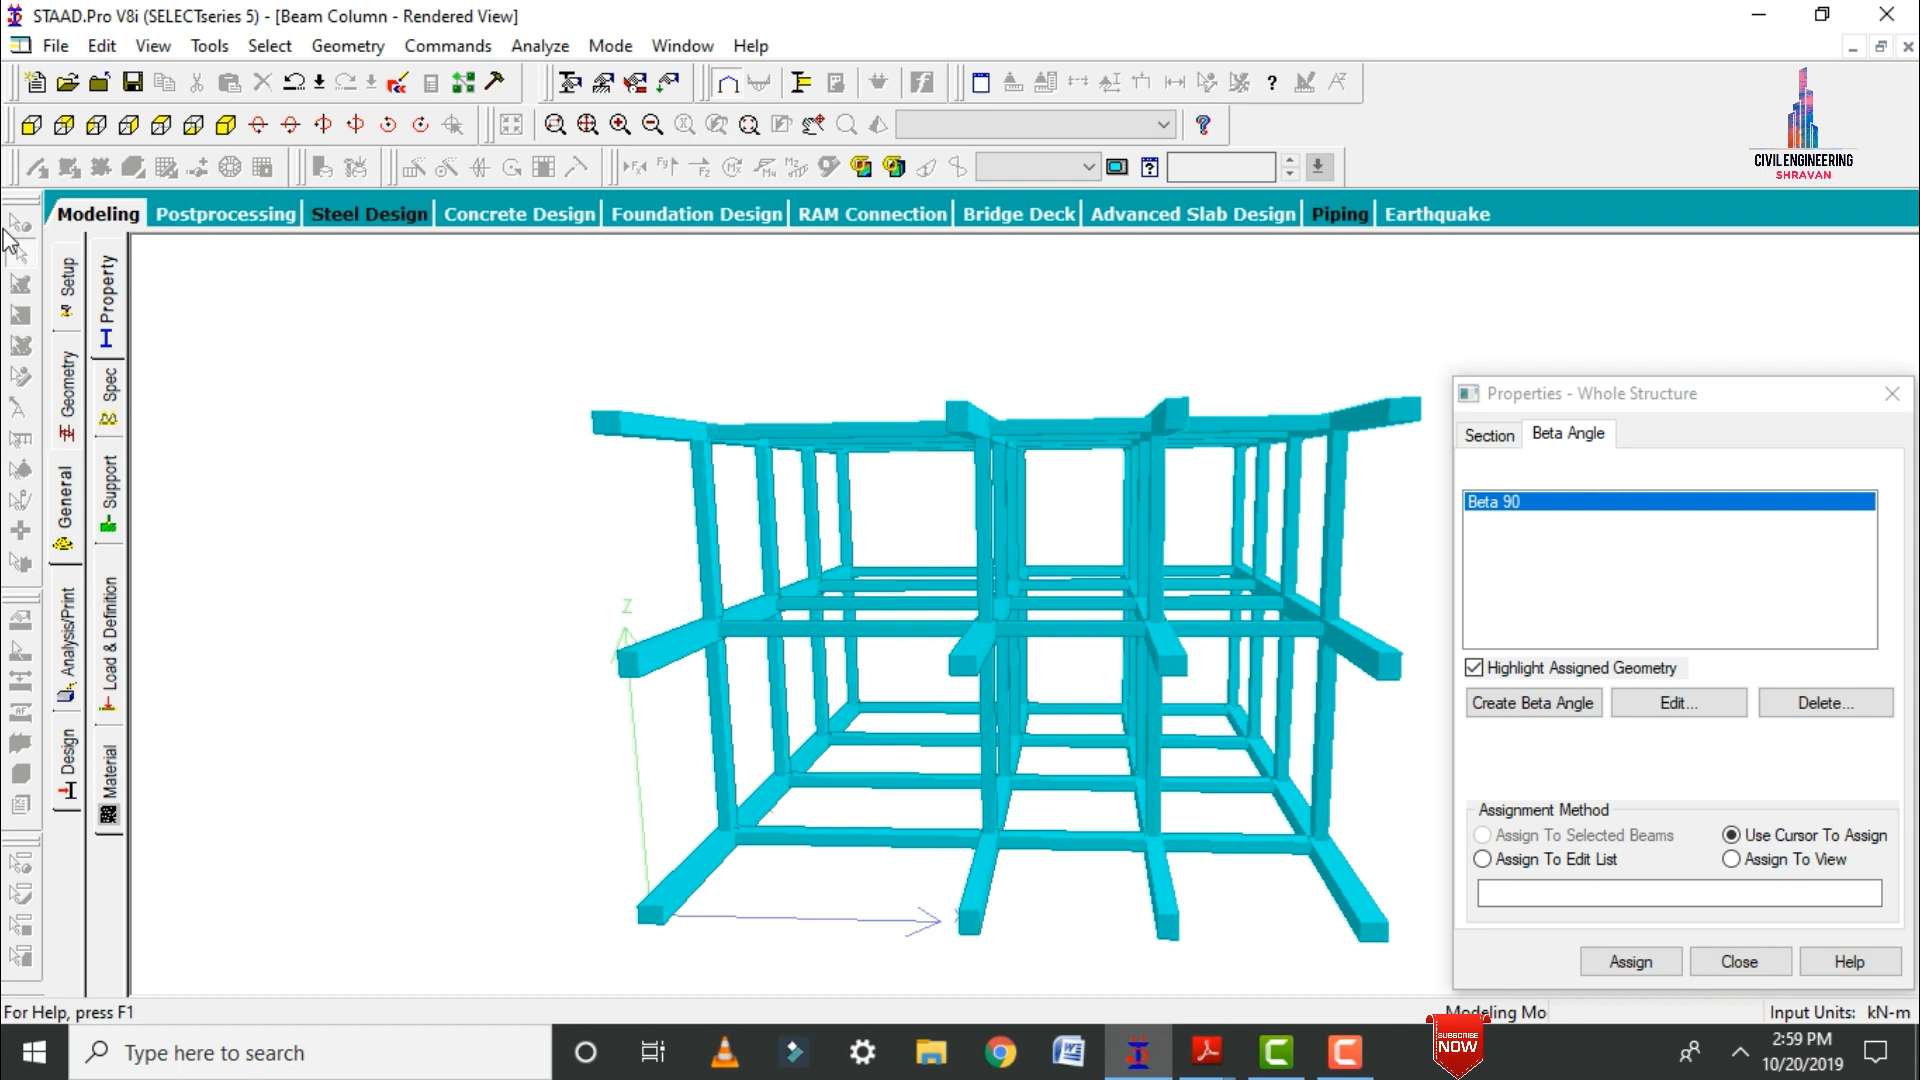 STAAD.Pro V8i (SELECTseries 5) - [Beam Column - Rendered View]
File Edit View Tools Select Geometry Commands Analyze Mode Window Help
CIVIL ENGINEERING
SHRAVAN
Modeling Postprocessing Steel Design Concrete Design Foundation Design RAM Connection Bridge Deck Advanced Slab Design Piping Earthquake
Setup
Geometry
General
Analysis/Print
Design
Property
Spec
Support
Load & Definition
Material
Z
Properties - Whole Structure
Section Beta Angle
Beta 90
Highlight Assigned Geometry
Create Beta Angle Edit... Delete...
Assignment Method
Assign To Selected Beams Use Cursor To Assign
Assign To Edit List Assign To View
Assign Close Help
For Help, press F1
Modeling Mo
Input Units: kN-m
Type here to search
SUBSCRIBE
NOW
2:59 PM
10/20/2019